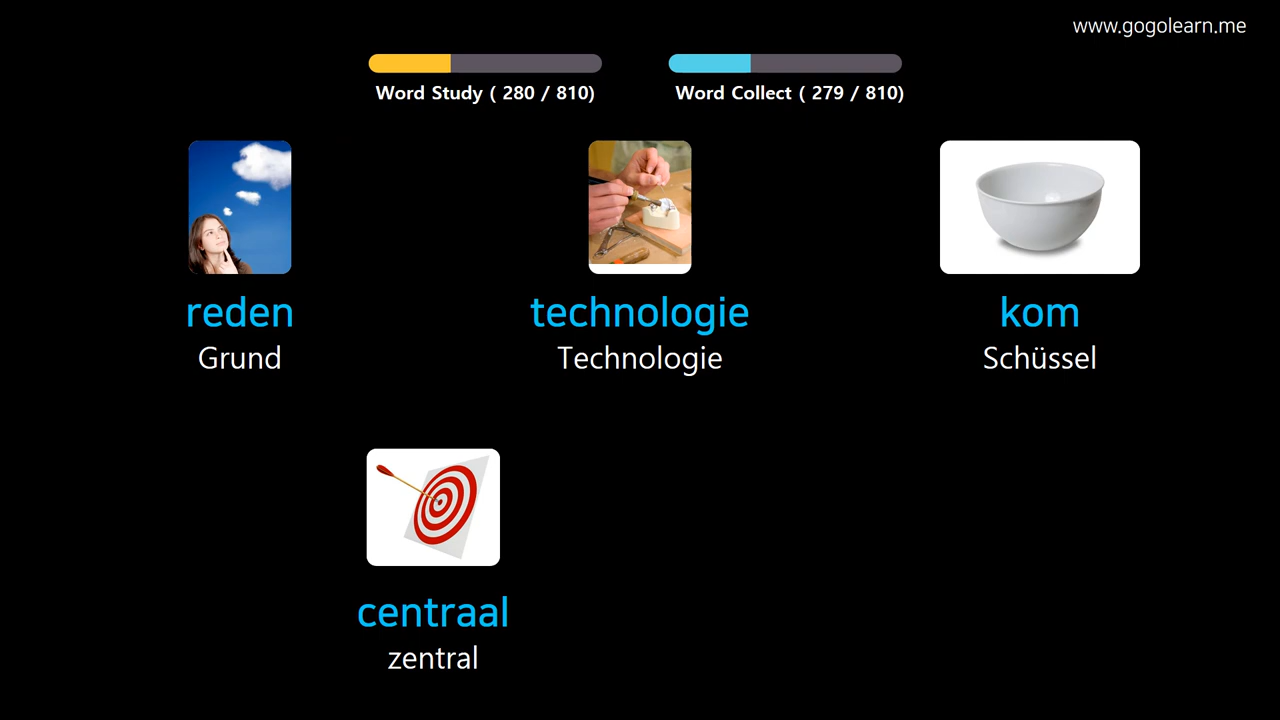 www.gogolearn.me
Word Study ( 280 / 810)
Word Collect ( 279 / 810)
reden
Grund
technologie
Technologie
kom
Schüssel
centraal
zentral